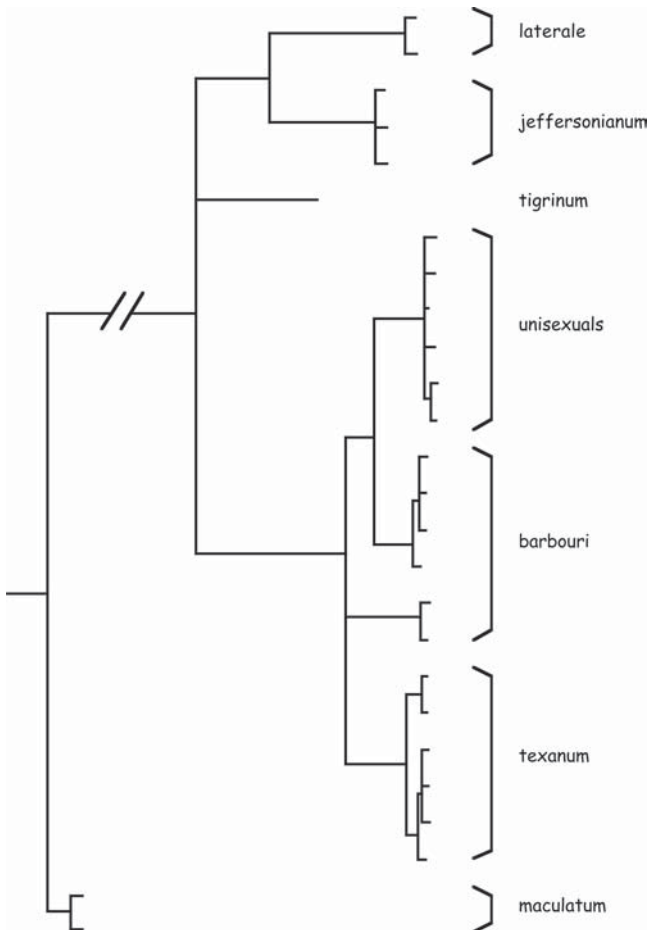 laterale
jeffersonianum
tigrinum
unisexuals
barbouri
texanum
maculatum